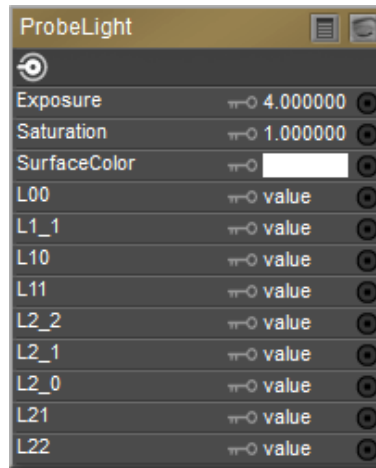 ProbeLight
Exposure 4.000000
Saturation 1.000000
SurfaceColor
L00 value
L1_1 value
L10 value
L11 value
L2_2 value
L2_1 value
L2_0 value
L21 value
L22 value